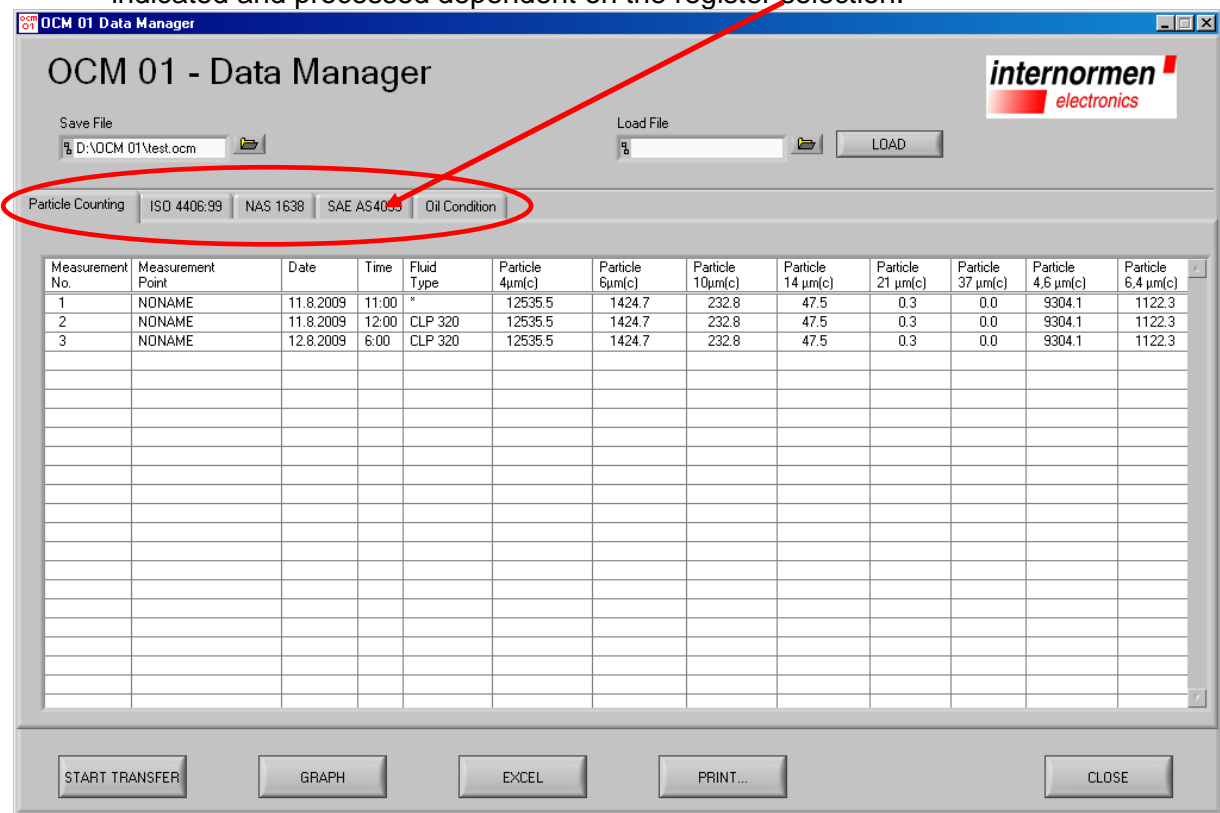 indicated and processed dependent on the register selection.
ocm 01 OCM 01 Data Manager
OCM 01 - Data Manager
internormen
electronics
Save File
D:\OCM 01\test.ocm
Load File
LOAD
Particle Counting ISO 4406:99 NAS 1638 SAE AS4059 Oil Condition
Measurement No. Measurement Point Date Time Fluid Type Particle 4µm(c) Particle 6µm(c) Particle 10µm(c) Particle 14 µm(c) Particle 21 µm(c) Particle 37 µm(c) Particle 4,6 µm(c) Particle 6,4 µm(c)
1 NONAME 11.8.2009 11:00 * 12535.5 1424.7 232.8 47.5 0.3 0.0 9304.1 1122.3
2 NONAME 11.8.2009 12:00 CLP 320 12535.5 1424.7 232.8 47.5 0.3 0.0 9304.1 1122.3
3 NONAME 12.8.2009 6:00 CLP 320 12535.5 1424.7 232.8 47.5 0.3 0.0 9304.1 1122.3
START TRANSFER GRAPH EXCEL PRINT... CLOSE